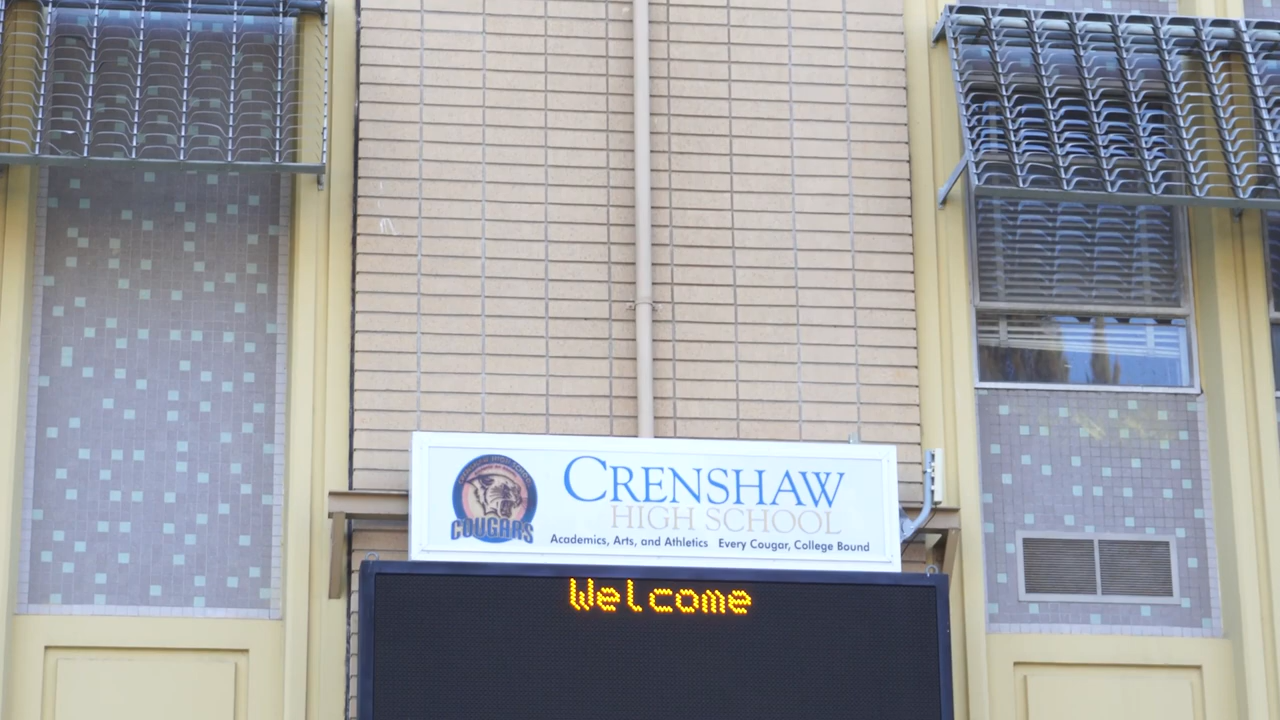 CRENSHAW
HIGH SCHOOL
COUGARS
Academics, Arts, and Athletics Every Cougar, College Bound
Welcome